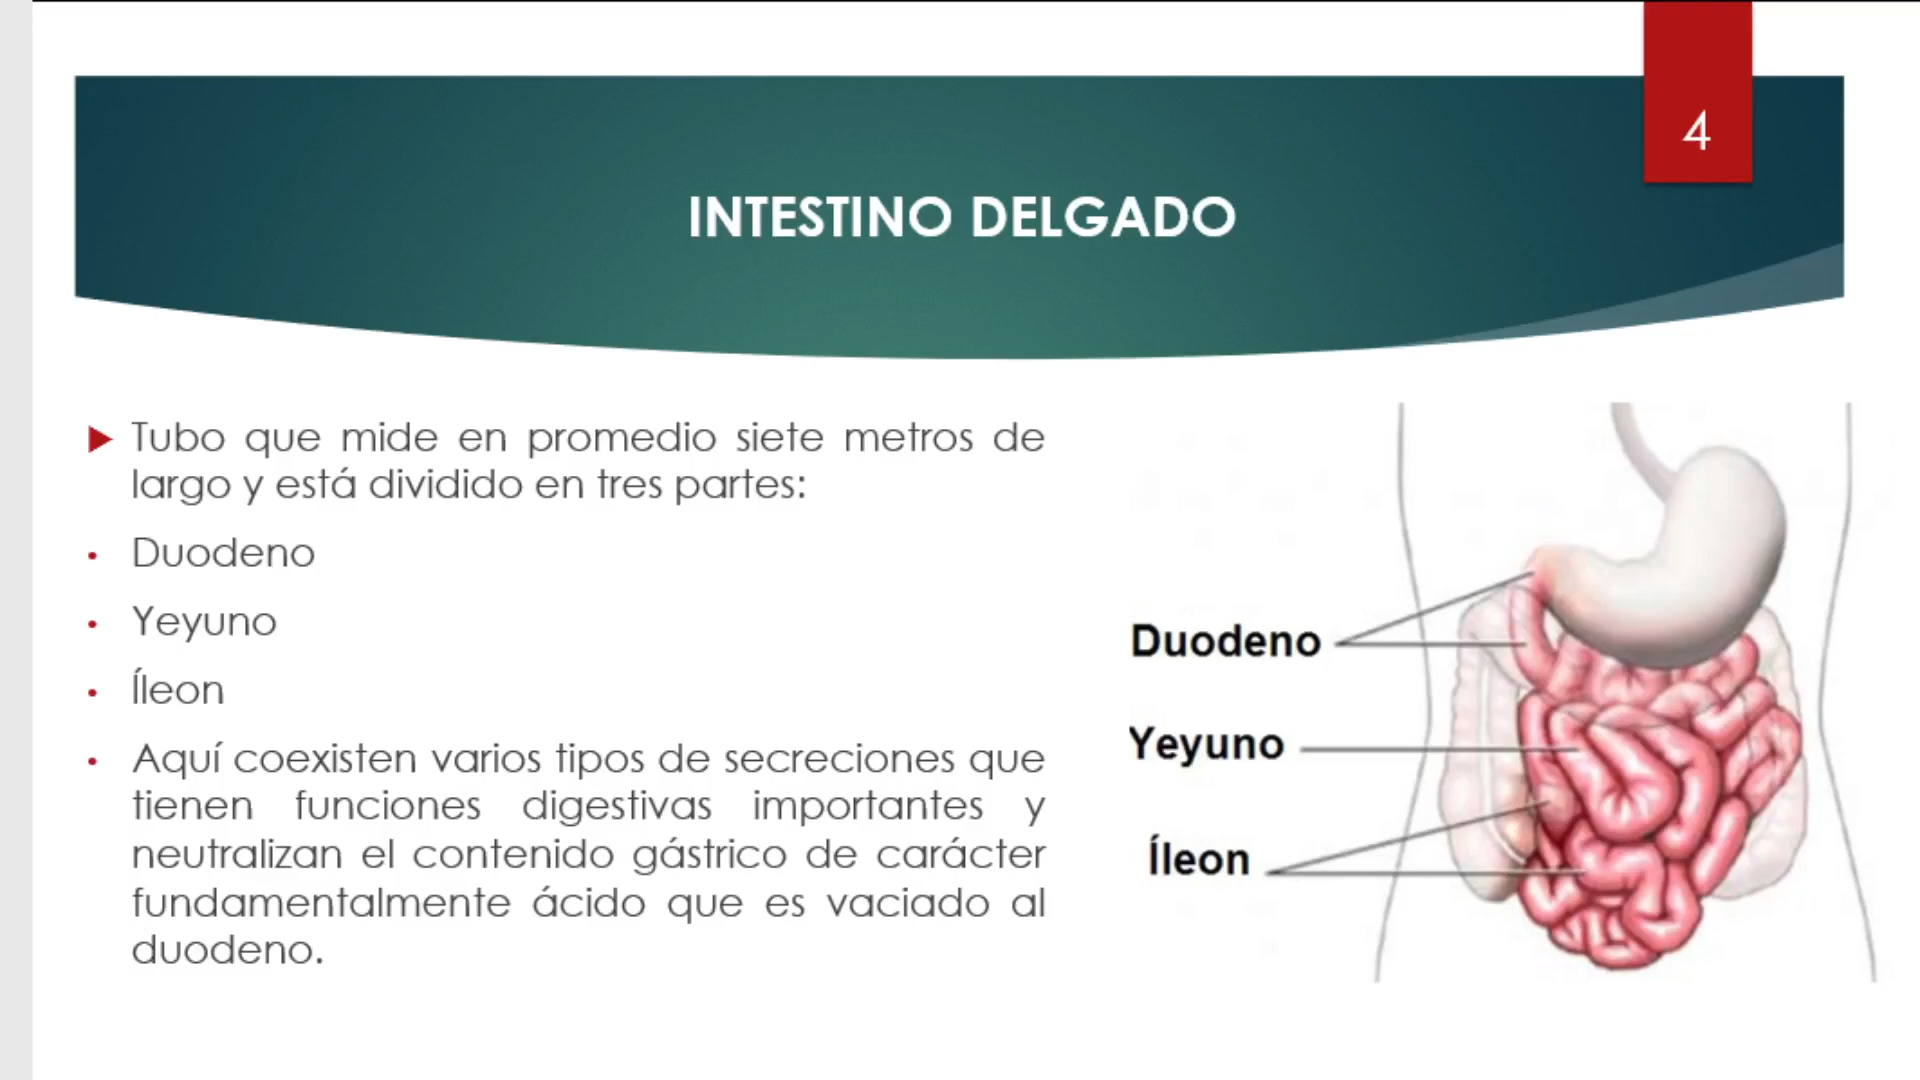 4
INTESTINO DELGADO
Tubo que mide en promedio siete metros de
largo y está dividido en tres partes:
Duodeno
Yeyuno
Íleon
Aquí coexisten varios tipos de secreciones que
tienen funciones digestivas importantes y
neutralizan el contenido gástrico de carácter
fundamentalmente ácido que es vaciado al
duodeno.
Duodeno
Yeyuno
Íleon